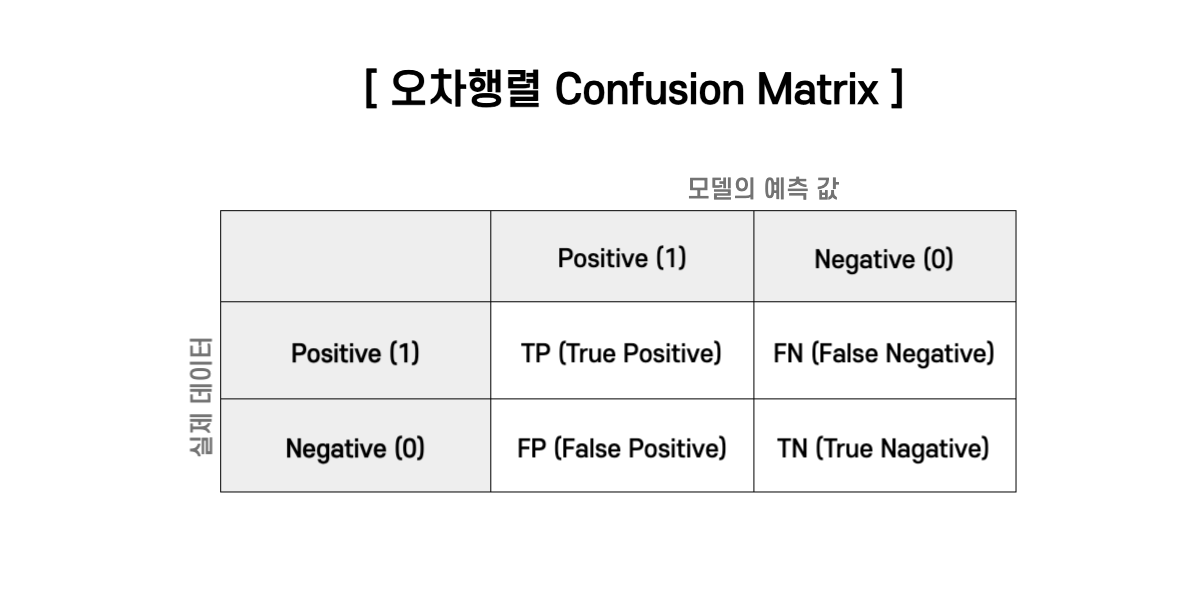 [ 오차행렬 Confusion Matrix ]
모델의 예측 값
Positive (1) Negative (0)
실제 데이터
Positive (1) TP (True Positive) FN (False Negative)
Negative (0) FP (False Positive) TN (True Nagative)